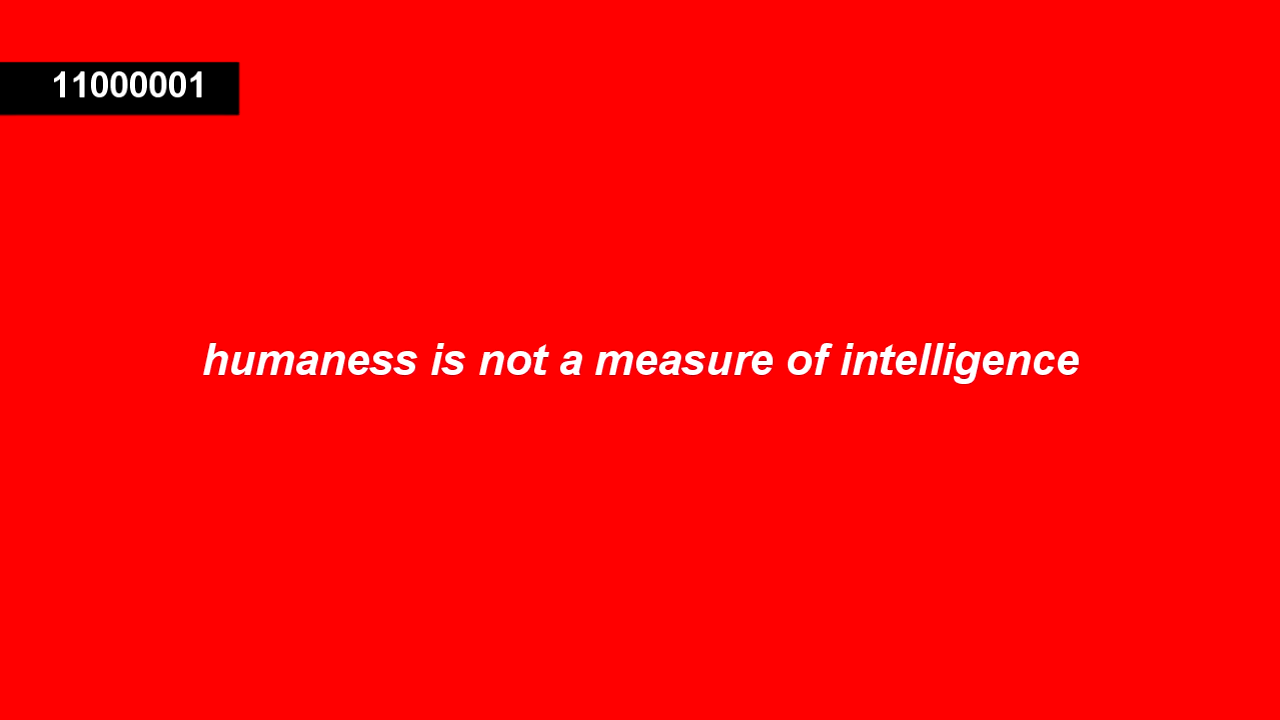 11000001
humaness is not a measure of intelligence